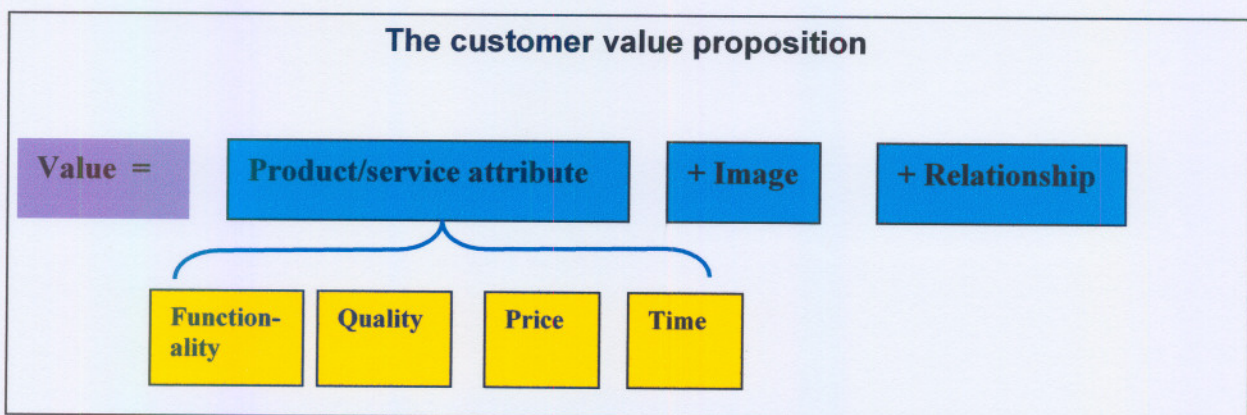 The customer value proposition
Value =
Product/service attribute
+ Image
+ Relationship
Function-
ality
Quality
Price
Time